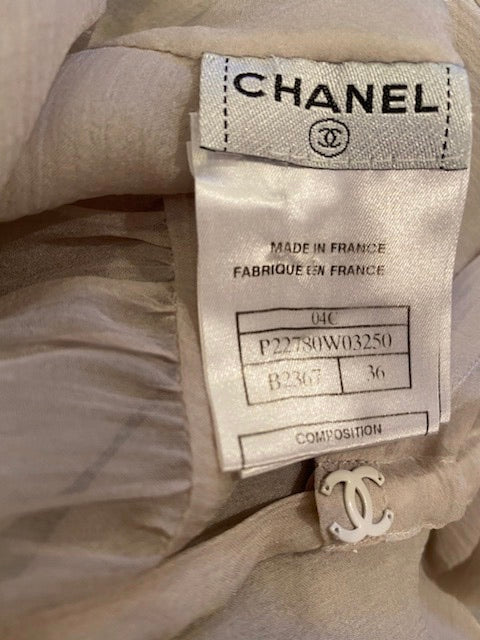 CHANEL
MADE IN FRANCE
FABRIQUE EN FRANCE
04C
P22780W03250
B2367 36
COMPOSITION